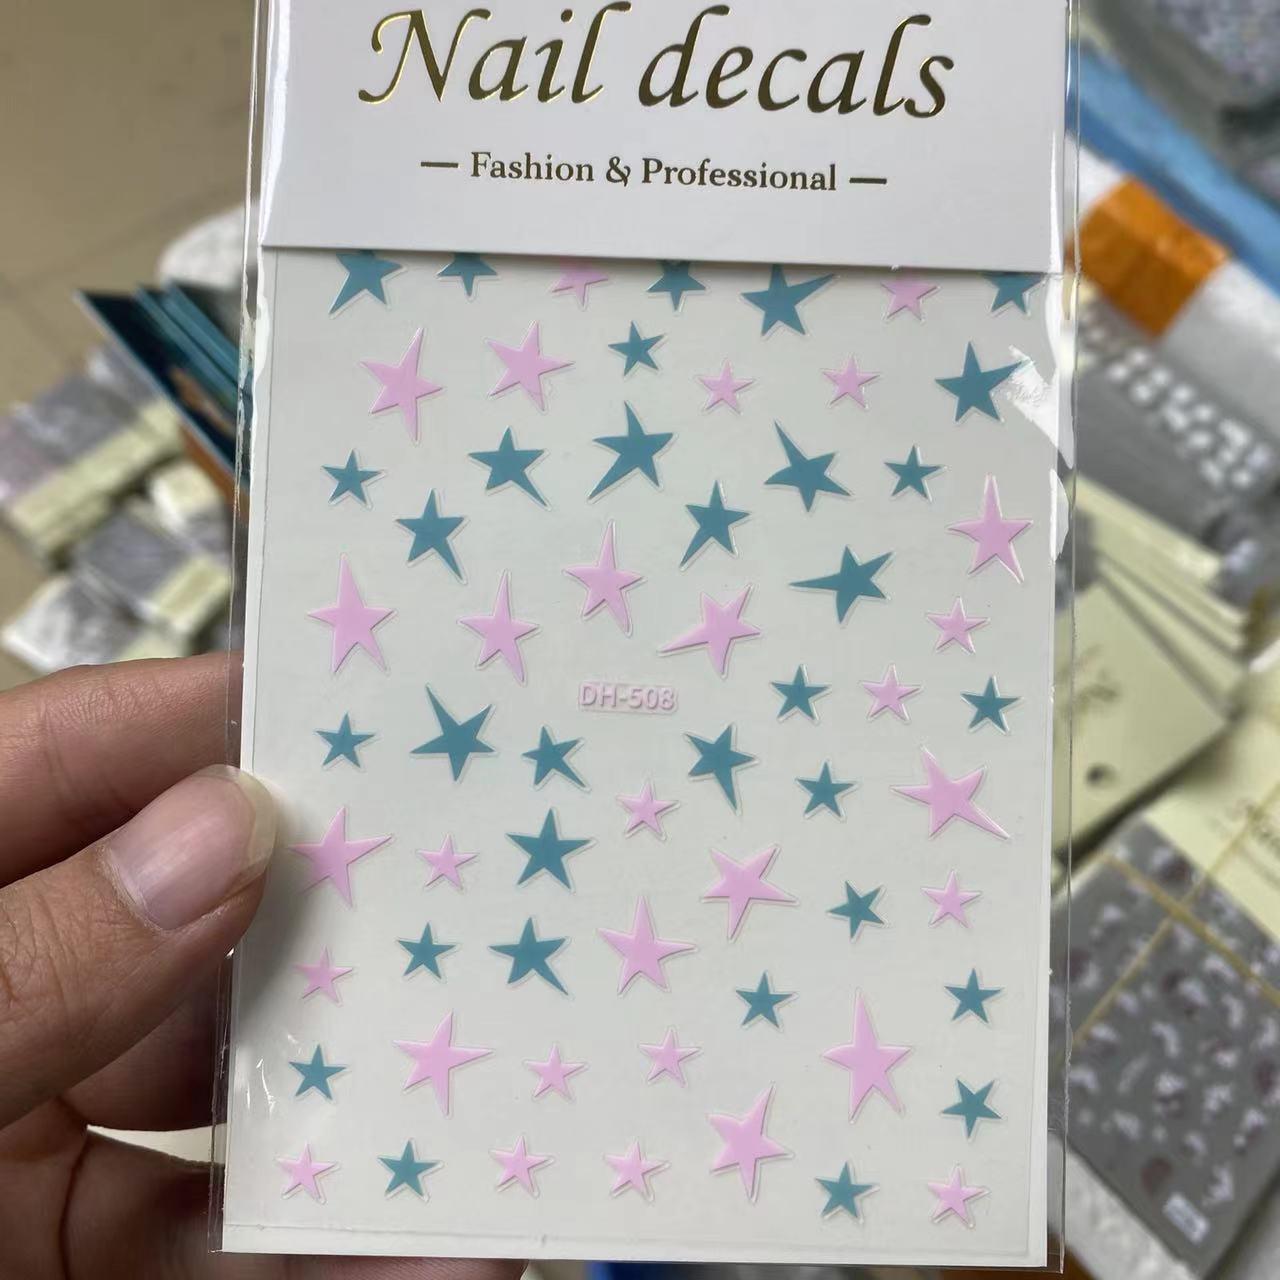 Nail decals
— Fashion & Professional —
DH-508